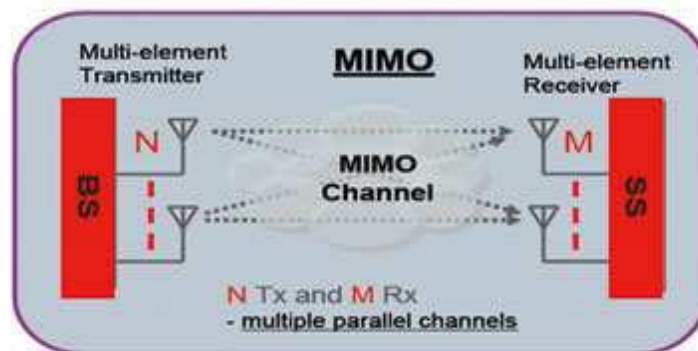 MIMO
Multi-element
Transmitter
Multi-element
Receiver
N
M
BS
SS
MIMO
Channel
N Tx and M Rx
- multiple parallel channels